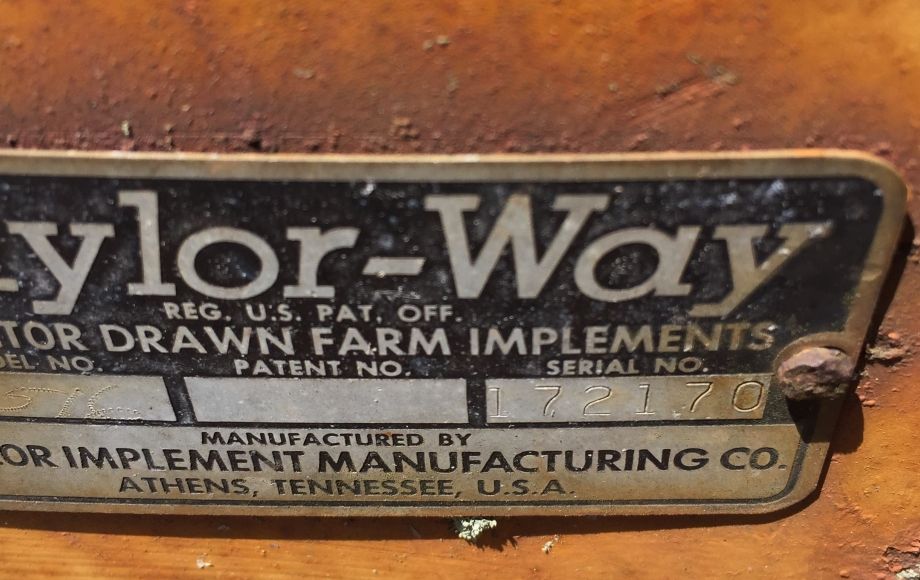 ylor-Way
REG. U.S. PAT. OFF.
TOR DRAWN FARM IMPLEMENTS
DEL NO. PATENT NO. SERIAL NO.
172170
MANUFACTURED BY
OR IMPLEMENT MANUFACTURING CO.
ATHENS, TENNESSEE, U.S.A.